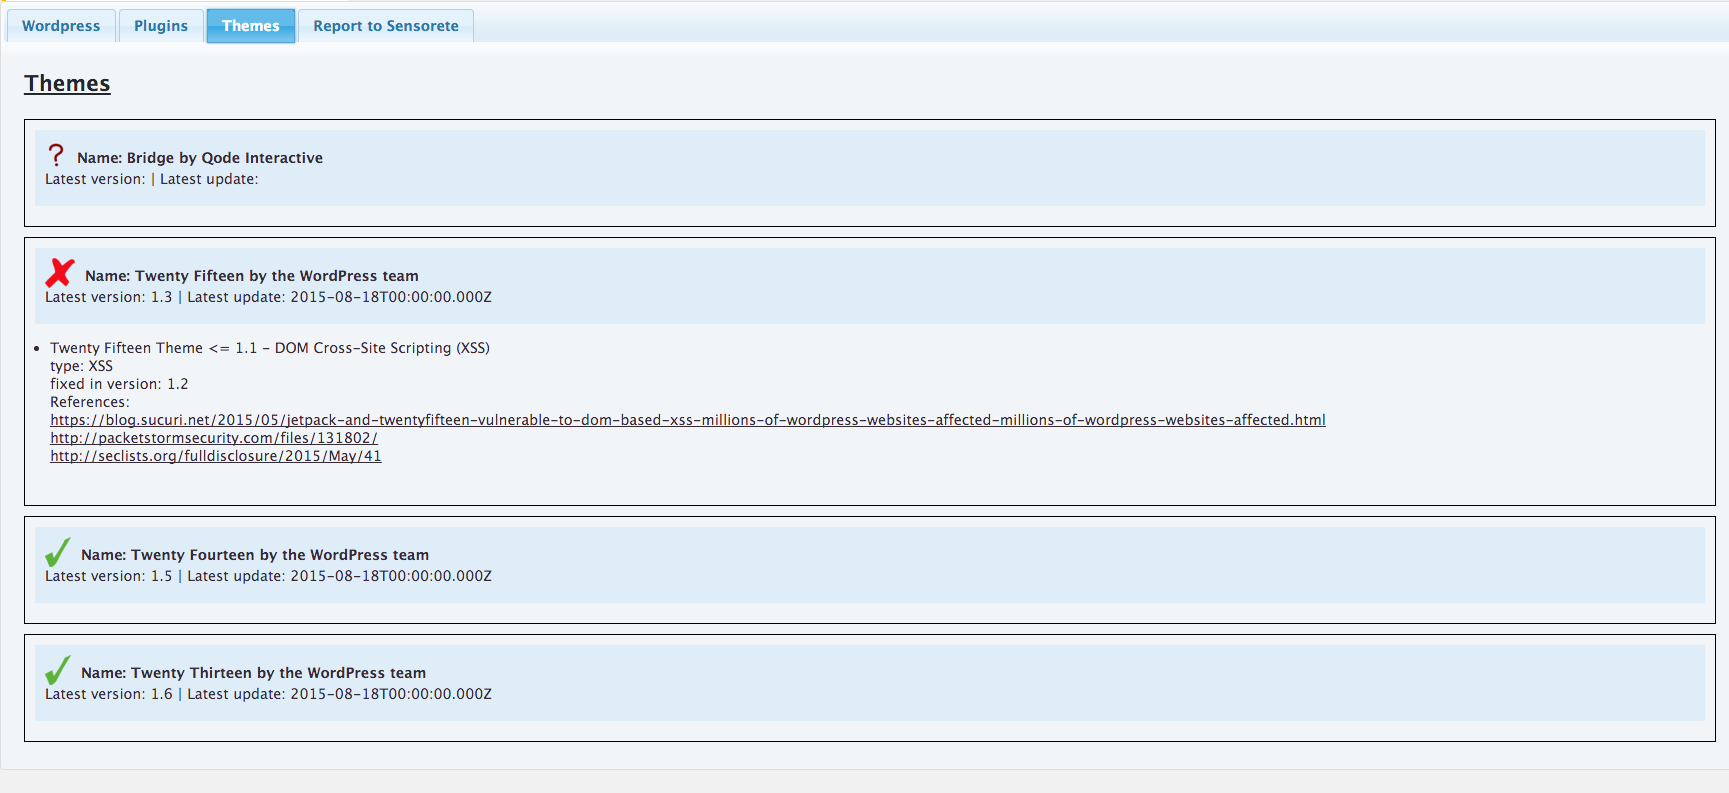 Wordpress
Plugins
Themes
Report to Sensorete
Themes
? Name: Bridge by Qode Interactive
Latest version: | Latest update:
Name: Twenty Fifteen by the WordPress team
Latest version: 1.3 | Latest update: 2015-08-18T00:00:00.000Z
• Twenty Fifteen Theme <= 1.1 - DOM Cross-Site Scripting (XSS)
type: XSS
fixed in version: 1.2
References:
https://blog.sucuri.net/2015/05/jetpack-and-twentyfifteen-vulnerable-to-dom-based-xss-millions-of-wordpress-websites-affected-millions-of-wordpress-websites-affected.html
http://packetstormsecurity.com/files/131802/
http://seclists.org/fulldisclosure/2015/May/41
Name: Twenty Fourteen by the WordPress team
Latest version: 1.5 | Latest update: 2015-08-18T00:00:00.000Z
Name: Twenty Thirteen by the WordPress team
Latest version: 1.6 | Latest update: 2015-08-18T00:00:00.000Z